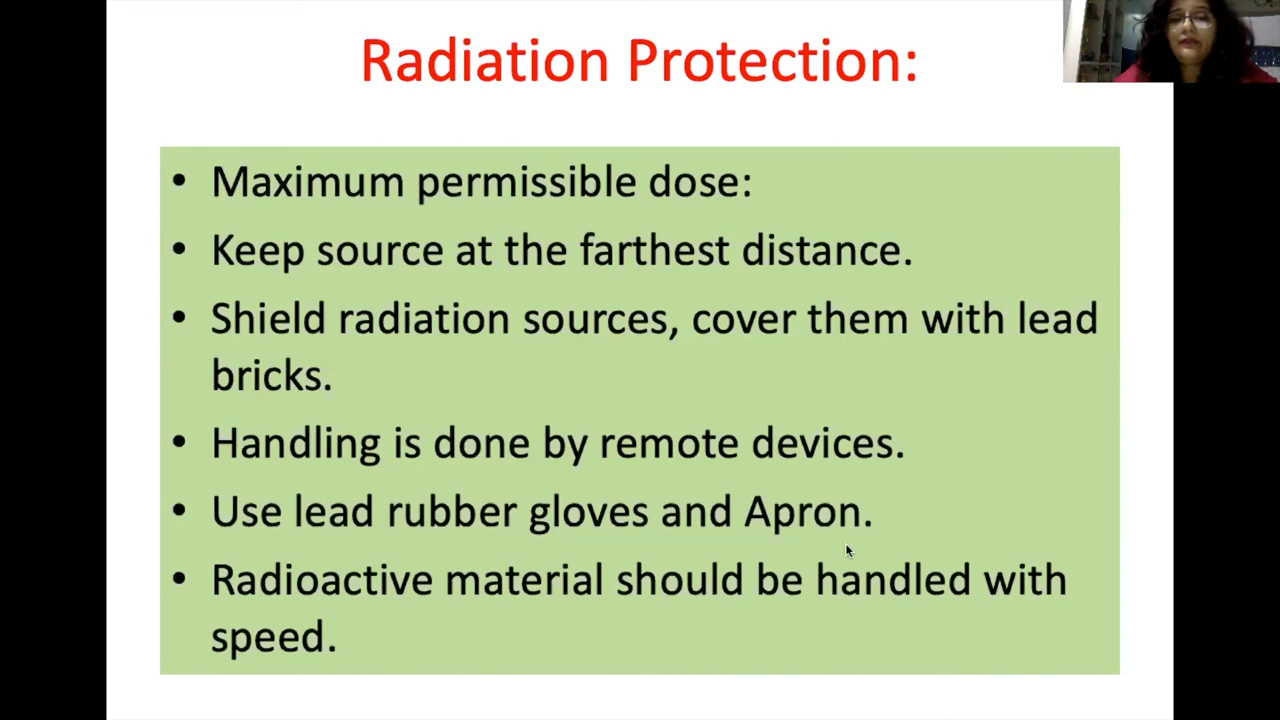 Radiation Protection:
• Maximum permissible dose:
• Keep source at the farthest distance.
• Shield radiation sources, cover them with lead
bricks.
• Handling is done by remote devices.
• Use lead rubber gloves and Apron.
• Radioactive material should be handled with
speed.